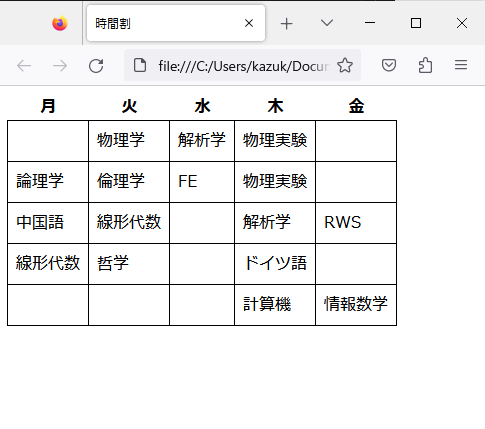 時間割
file:///C:/Users/kazuk/Docu
月 火 水 木 金
物理学 解析学 物理実験
論理学 倫理学 FE 物理実験
中国語 線形代数 解析学 RWS
線形代数 哲学 ドイツ語
計算機 情報数学